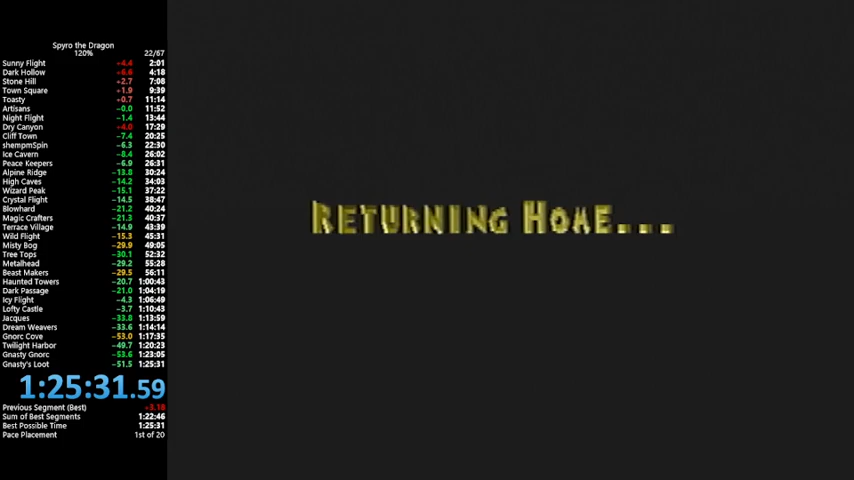 Spyro the Dragon
120% 22/67
Sunny Flight +4.4 2:01
Dark Hollow +6.6 4:18
Stone Hill +2.7 7:08
Town Square +1.9 9:39
Toasty +0.7 11:14
Artisans −0.0 11:52
Night Flight −1.4 13:44
Dry Canyon +4.0 17:29
Cliff Town −7.4 20:25
shempmSpin −6.3 22:30
Ice Cavern −8.4 26:02
Peace Keepers −6.9 26:31
Alpine Ridge −13.8 30:24
High Caves −14.2 34:03
Wizard Peak −15.1 37:22
Crystal Flight −14.5 38:47
Blowhard −21.2 40:24
Magic Crafters −21.3 40:37
Terrace Village −14.9 43:39
Wild Flight −15.3 45:31
Misty Bog −29.9 49:05
Tree Tops −30.1 52:32
Metalhead −29.2 55:28
Beast Makers −29.5 56:11
Haunted Towers −20.7 1:00:43
Dark Passage −21.0 1:04:19
Icy Flight −4.3 1:06:49
Lofty Castle −3.7 1:10:43
Jacques −33.8 1:13:59
Dream Weavers −33.6 1:14:14
Gnorc Cove −53.0 1:17:35
Twilight Harbor −49.7 1:20:23
Gnasty Gnorc −53.6 1:23:05
Gnasty's Loot −51.5 1:25:31
1:25:31.59
Previous Segment (Best) +3.18
Sum of Best Segments 1:22:46
Best Possible Time 1:25:31
Pace Placement 1st of 20
Returning Home...